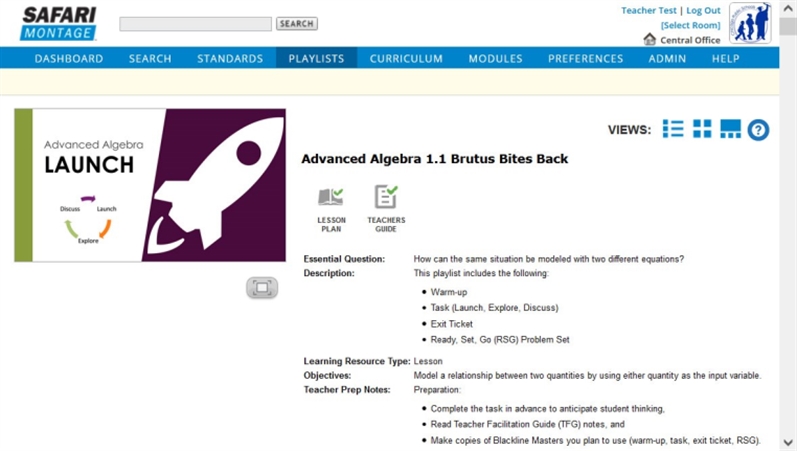 SAFARI
MONTAGE
SEARCH
Teacher Test | Log Out
[Select Room]
Central Office
DASHBOARD SEARCH STANDARDS PLAYLISTS CURRICULUM MODULES PREFERENCES ADMIN HELP
VIEWS: ?
Advanced Algebra
LAUNCH
Discuss Launch
Explore
Advanced Algebra 1.1 Brutus Bites Back
LESSON PLAN
TEACHERS GUIDE
Essential Question: How can the same situation be modeled with two different equations?
Description: This playlist includes the following:
• Warm-up
• Task (Launch, Explore, Discuss)
• Exit Ticket
• Ready, Set, Go (RSG) Problem Set
Learning Resource Type: Lesson
Objectives: Model a relationship between two quantities by using either quantity as the input variable.
Teacher Prep Notes: Preparation:
• Complete the task in advance to anticipate student thinking,
• Read Teacher Facilitation Guide (TFG) notes, and
• Make copies of Blackline Masters you plan to use (warm-up, task, exit ticket, RSG).